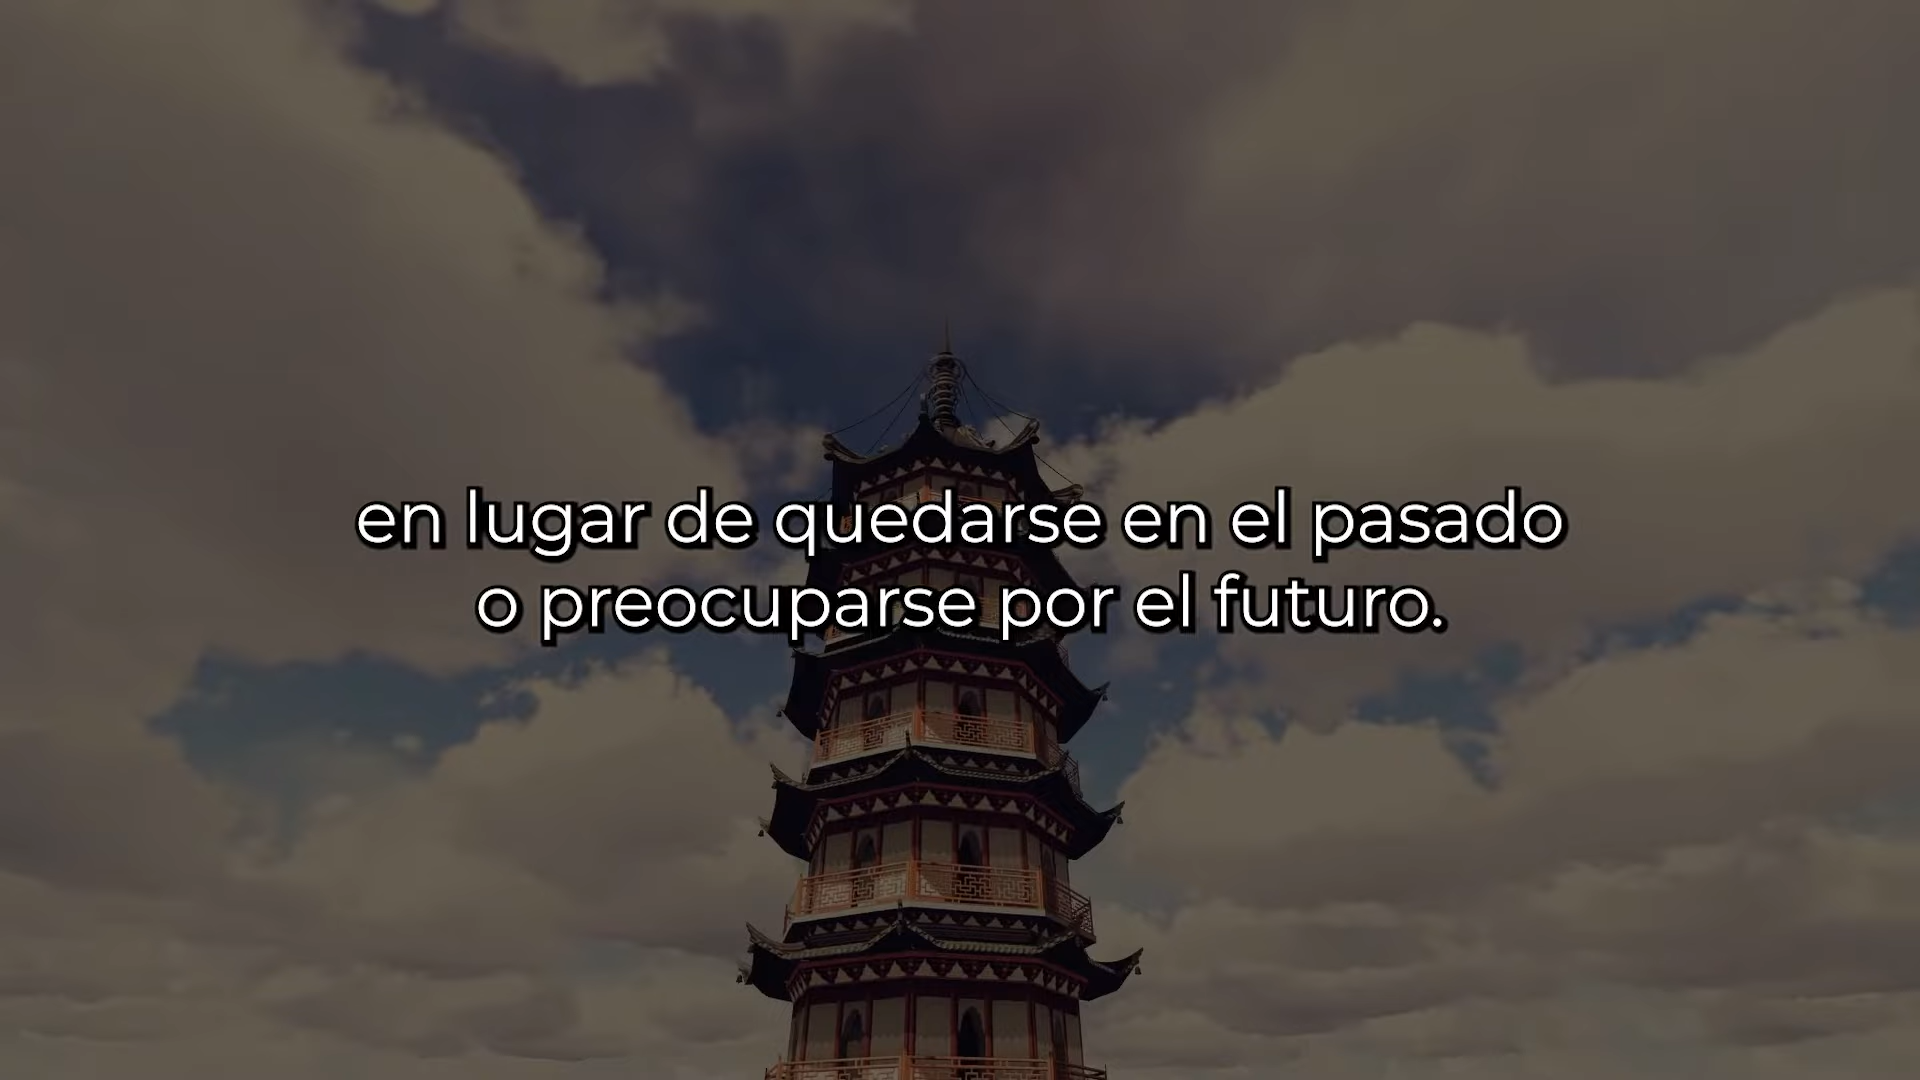 en lugar de quedarse en el pasado
o preocuparse por el futuro.